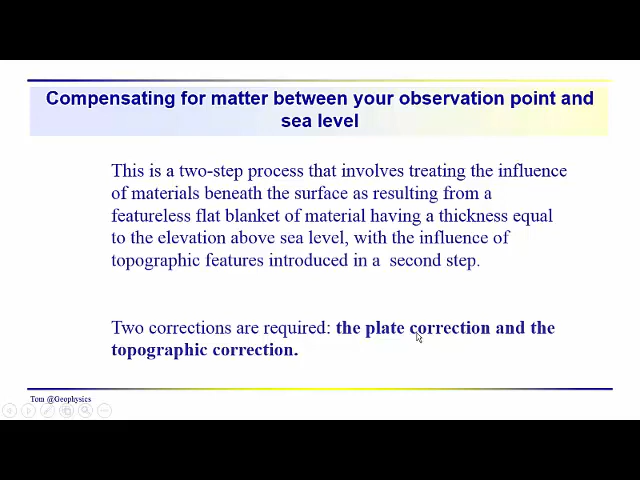 Compensating for matter between your observation point and
sea level
This is a two-step process that involves treating the influence
of materials beneath the surface as resulting from a
featureless flat blanket of material having a thickness equal
to the elevation above sea level, with the influence of
topographic features introduced in a second step.
Two corrections are required: the plate correction and the
topographic correction.
Tom @Geophysics